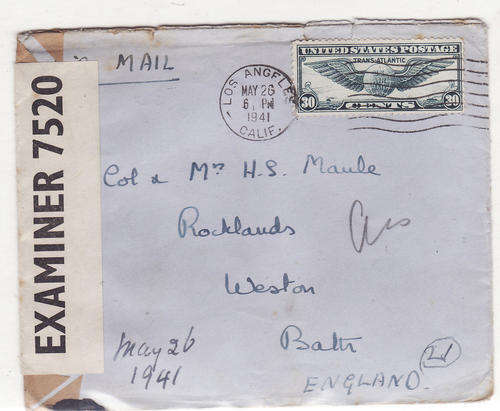 EXAMINER 7520
MAIL
UNITED STATES POSTAGE
TRANS-ATLANTIC
30 CENTS 30
LOS ANGELES
MAY 26
6 PM
1941
CALIF.
Col & Mrs H.S. Maule
Rocklands
Weston
Bath
ENGLAND.
May 26
1941